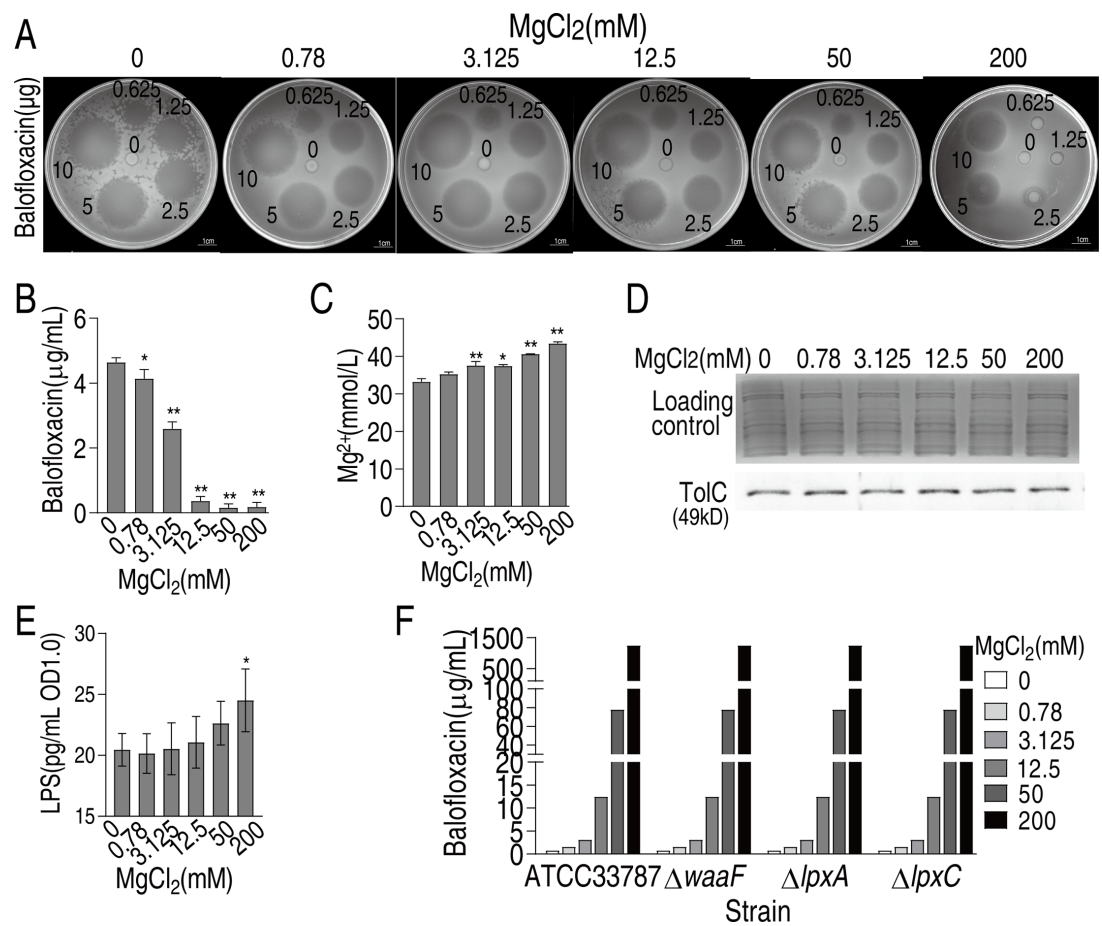 A
MgCl2(mM)
0 0.78 3.125 12.5 50 200
Balofloxacin(µg)
0.625 1.25 0 10 5 2.5 1cm
0.625 1.25 0 10 5 2.5 1cm
0.625 1.25 0 10 5 2.5 1cm
0.625 1.25 0 10 5 2.5 1cm
0.625 1.25 0 10 5 2.5 1cm
0.625 1.25 0 10 5 2.5 1cm
B
Balofloxacin(µg/mL)
6
4
2
0
* ** ** ** **
0 0.78 3.125 12.5 50 200
MgCl2(mM)
C
Mg2+(mmol/L)
50
40
30
20
10
0
** * ** **
0 0.78 3.125 12.5 50 200
MgCl2(mM)
D
MgCl2(mM) 0 0.78 3.125 12.5 50 200
Loading
control
TolC
(49kD)
E
LPS(pg/mL OD1.0)
30
25
20
15
*
0 0.78 3.125 12.5 50 200
MgCl2(mM)
F
Balofloxacin(µg/mL)
1500
500
100
80
60
40
20
15
10
5
0
ATCC33787 ΔwaaF ΔlpxA ΔlpxC
Strain
MgCl2(mM)
0
0.78
3.125
12.5
50
200